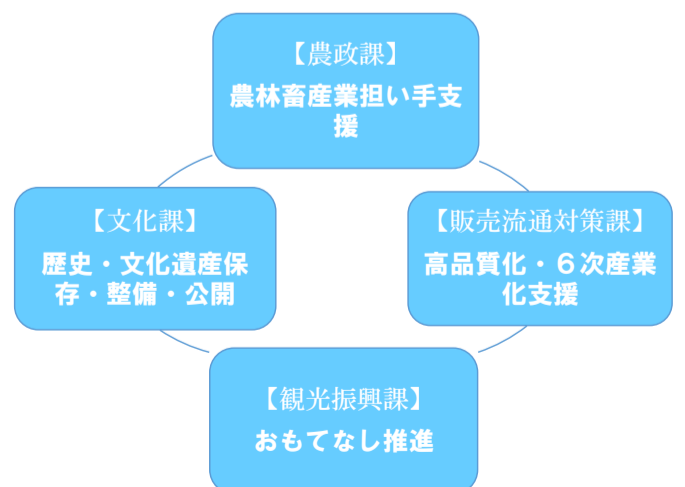 【農政課】
農林畜産業担い手支
援
【文化課】
歴史・文化遺産保
存・整備・公開
【販売流通対策課】
高品質化・６次産業
化支援
【観光振興課】
おもてなし推進